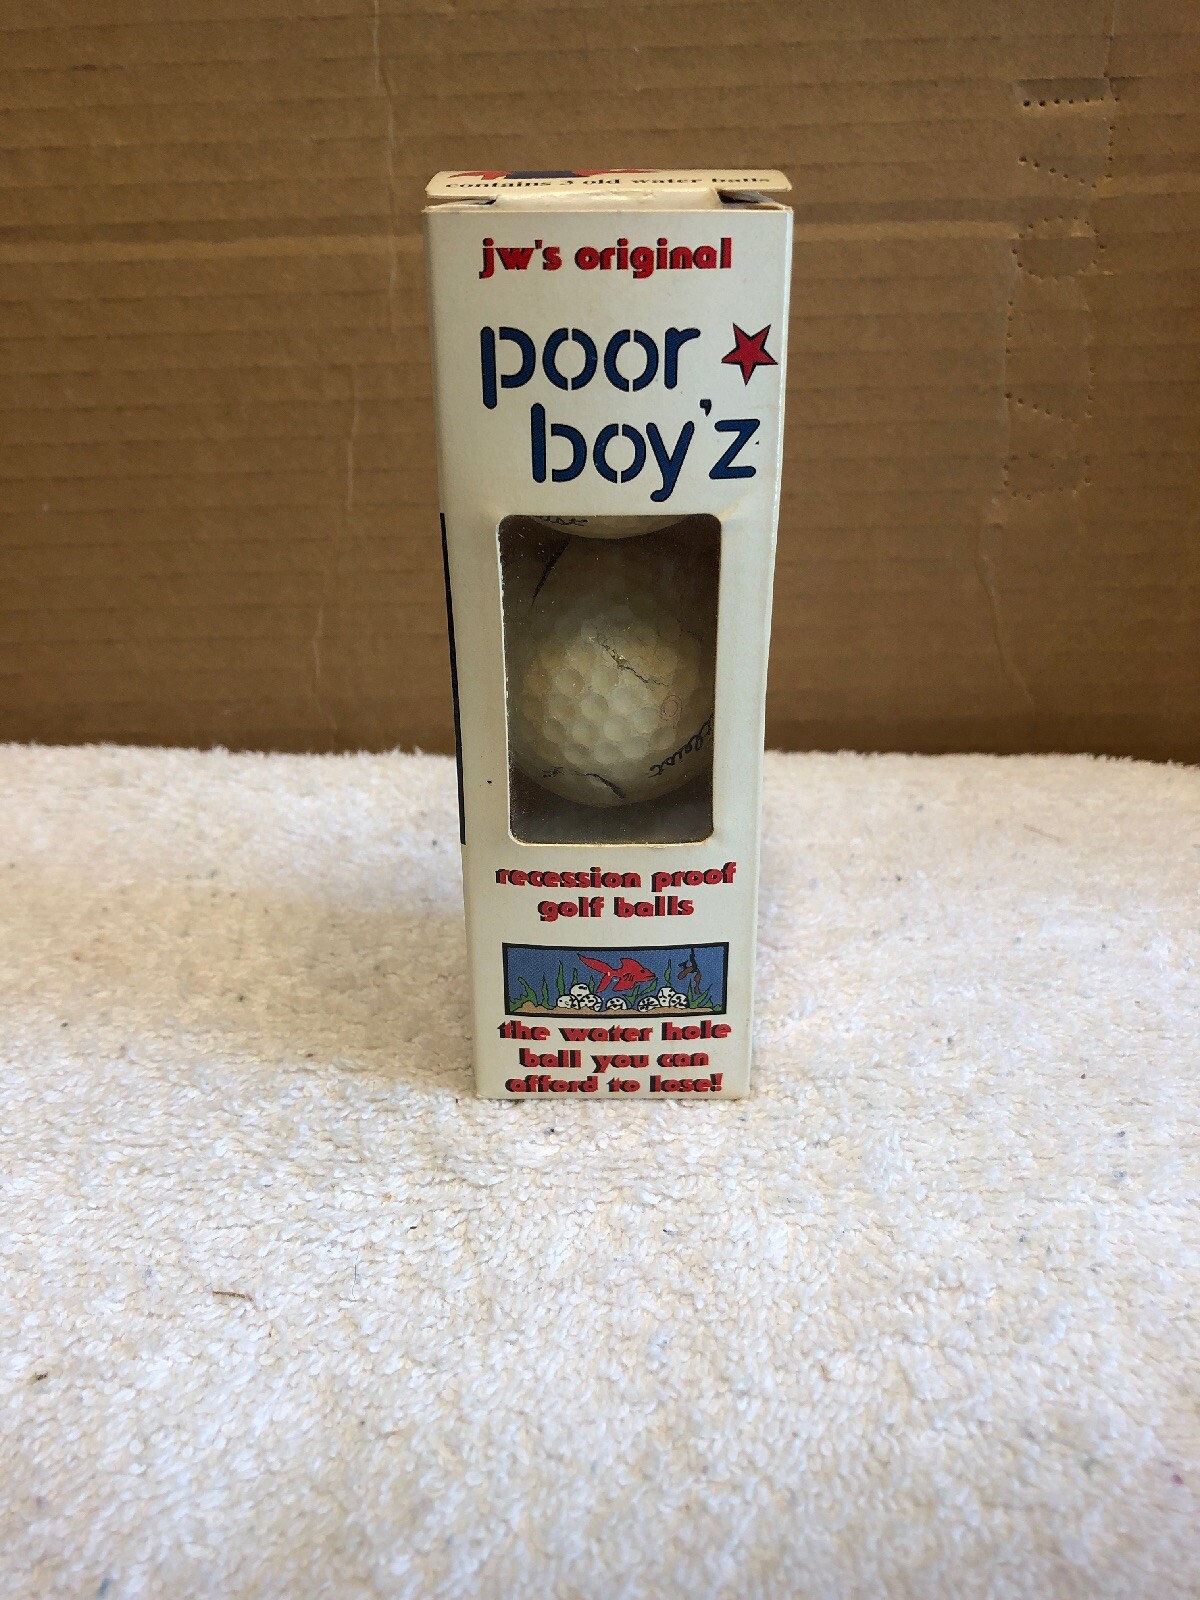 contains 3 old water balls
jw's original
poor
boy'z
recession proof
golf balls
the water hole
ball you can
afford to lose!